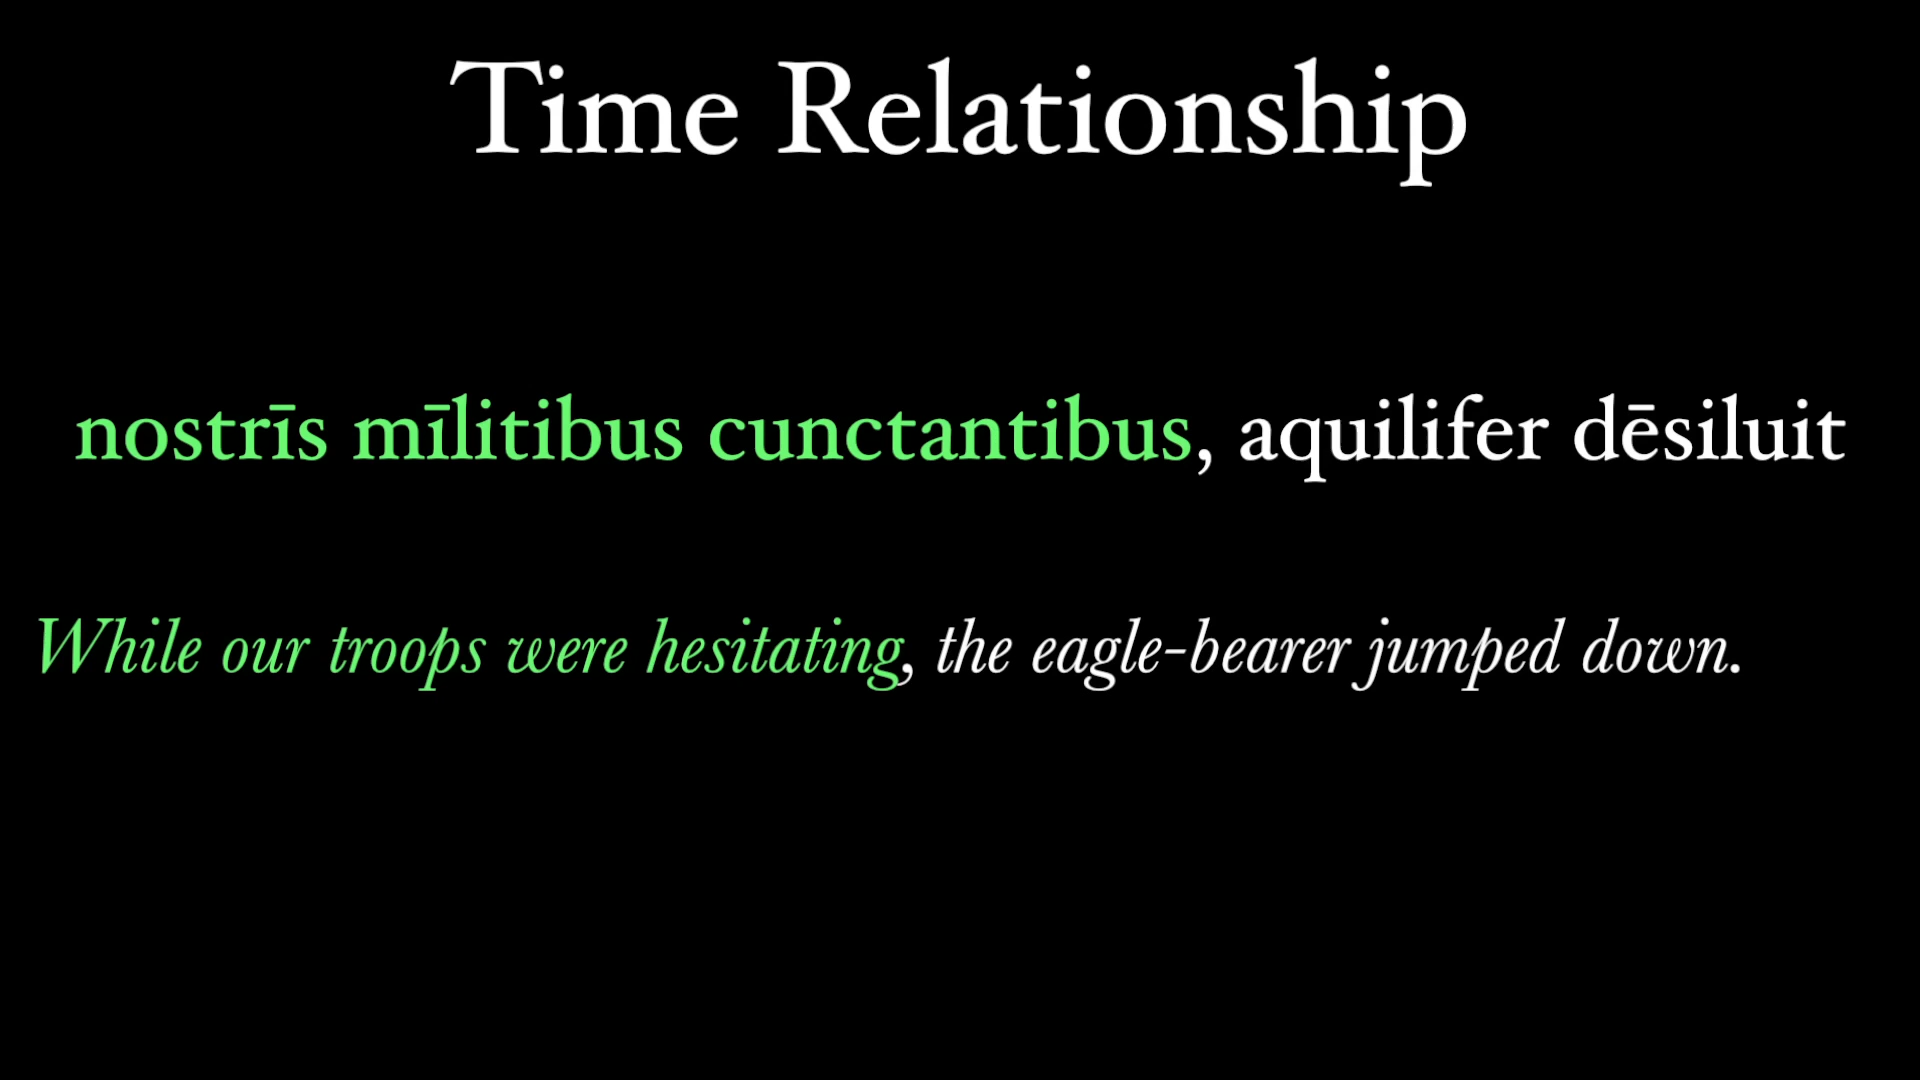 Time Relationship
nostrīs mīlitibus cunctantibus, aquilifer dēsiluit
While our troops were hesitating, the eagle-bearer jumped down.